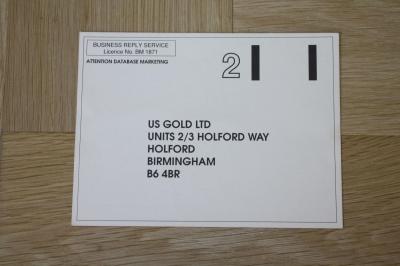 BUSINESS REPLY SERVICE
Licence No. BM 1671
ATTENTION DATABASE MARKETING
2
US GOLD LTD
UNITS 2/3 HOLFORD WAY
HOLFORD
BIRMINGHAM
B6 4BR